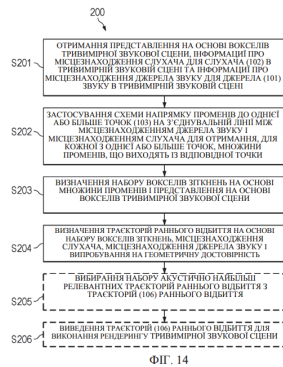 200
S201
ОТРИМАННЯ ПРЕДСТАВЛЕННЯ НА ОСНОВІ ВОКСЕЛІВ
ТРИВИМІРНОЇ ЗВУКОВОЇ СЦЕНИ, ІНФОРМАЦІЇ ПРО
МІСЦЕЗНАХОДЖЕННЯ СЛУХАЧА ДЛЯ СЛУХАЧА (102) В
ТРИВИМІРНІЙ ЗВУКОВІЙ СЦЕНІ ТА ІНФОРМАЦІЇ ПРО
МІСЦЕЗНАХОДЖЕННЯ ДЖЕРЕЛА ЗВУКУ ДЛЯ ДЖЕРЕЛА (101)
ЗВУКУ В ТРИВИМІРНІЙ ЗВУКОВІЙ СЦЕНІ
S202
ЗАСТОСУВАННЯ СХЕМИ НАПРЯМКУ ПРОМЕНІВ ДО ОДНІЄЇ
АБО БІЛЬШЕ ТОЧОК (103) НА З’ЄДНУВАЛЬНІЙ ЛІНІЇ МІЖ
МІСЦЕЗНАХОДЖЕННЯМ ДЖЕРЕЛА ЗВУКУ І
МІСЦЕЗНАХОДЖЕННЯМ СЛУХАЧА ДЛЯ ОТРИМАННЯ, ДЛЯ
КОЖНОЇ З ОДНІЄЇ АБО БІЛЬШЕ ТОЧОК, МНОЖИНИ
ПРОМЕНІВ, ЩО ВИХОДЯТЬ ІЗ ВІДПОВІДНОЇ ТОЧКИ
S203
ВИЗНАЧЕННЯ НАБОРУ ВОКСЕЛІВ ЗІТКНЕНЬ НА ОСНОВІ
МНОЖИНИ ПРОМЕНІВ І ПРЕДСТАВЛЕННЯ НА ОСНОВІ
ВОКСЕЛІВ ТРИВИМІРНОЇ ЗВУКОВОЇ СЦЕНИ
S204
ВИЗНАЧЕННЯ ТРАЄКТОРІЙ РАННЬОГО ВІДБИТТЯ НА ОСНОВІ
НАБОРУ ВОКСЕЛІВ ЗІТКНЕНЬ, МІСЦЕЗНАХОДЖЕННЯ
СЛУХАЧА, МІСЦЕЗНАХОДЖЕННЯ ДЖЕРЕЛА ЗВУКУ І
ВИПРОБУВАННЯ НА ГЕОМЕТРИЧНУ ДОСТОВІРНІСТЬ
S205
ВИБИРАННЯ НАБОРУ АКУСТИЧНО НАЙБІЛЬШ
РЕЛЕВАНТНИХ ТРАЄКТОРІЙ РАННЬОГО ВІДБИТТЯ З
ТРАЄКТОРІЙ (106) РАННЬОГО ВІДБИТТЯ
S206
ВИВЕДЕННЯ ТРАЄКТОРІЙ (106) РАННЬОГО ВІДБИТТЯ ДЛЯ
ВИКОНАННЯ РЕНДЕРИНГУ ТРИВИМІРНОЇ ЗВУКОВОЇ СЦЕНИ
ФІГ. 14